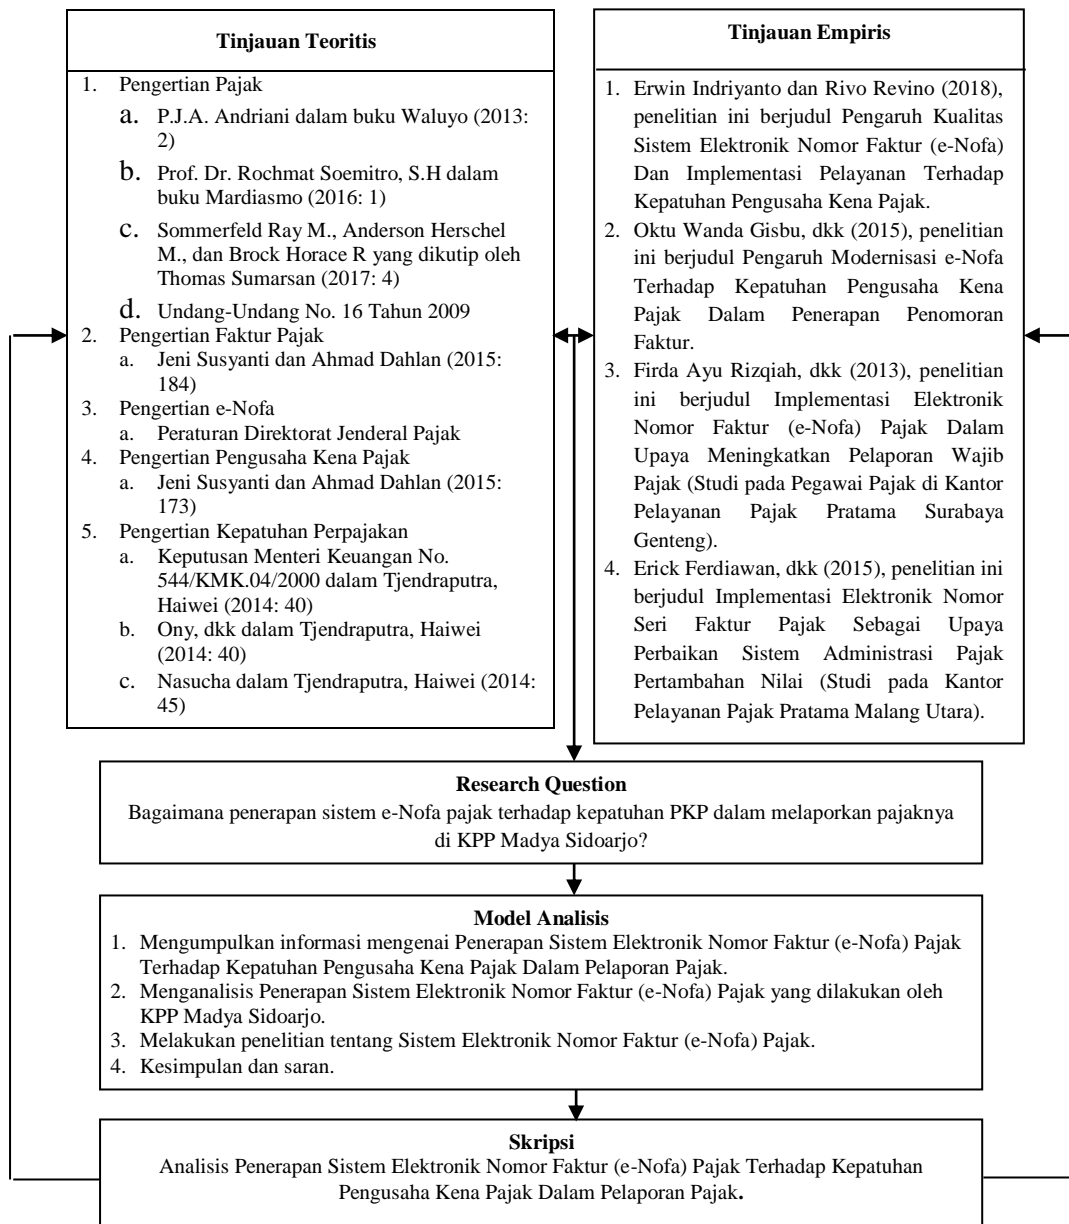 Tinjauan Teoritis
1. Pengertian Pajak
a. P.J.A. Andriani dalam buku Waluyo (2013:
2)
b. Prof. Dr. Rochmat Soemitro, S.H dalam
buku Mardiasmo (2016: 1)
c. Sommerfeld Ray M., Anderson Herschel
M., dan Brock Horace R yang dikutip oleh
Thomas Sumarsan (2017: 4)
d. Undang-Undang No. 16 Tahun 2009
2. Pengertian Faktur Pajak
a. Jeni Susyanti dan Ahmad Dahlan (2015:
184)
3. Pengertian e-Nofa
a. Peraturan Direktorat Jenderal Pajak
4. Pengertian Pengusaha Kena Pajak
a. Jeni Susyanti dan Ahmad Dahlan (2015:
173)
5. Pengertian Kepatuhan Perpajakan
a. Keputusan Menteri Keuangan No.
544/KMK.04/2000 dalam Tjendraputra,
Haiwei (2014: 40)
b. Ony, dkk dalam Tjendraputra, Haiwei
(2014: 40)
c. Nasucha dalam Tjendraputra, Haiwei (2014:
45)
Tinjauan Empiris
1. Erwin Indriyanto dan Rivo Revino (2018),
penelitian ini berjudul Pengaruh Kualitas
Sistem Elektronik Nomor Faktur (e-Nofa)
Dan Implementasi Pelayanan Terhadap
Kepatuhan Pengusaha Kena Pajak.
2. Oktu Wanda Gisbu, dkk (2015), penelitian
ini berjudul Pengaruh Modernisasi e-Nofa
Terhadap Kepatuhan Pengusaha Kena
Pajak Dalam Penerapan Penomoran
Faktur.
3. Firda Ayu Rizqiah, dkk (2013), penelitian
ini berjudul Implementasi Elektronik
Nomor Faktur (e-Nofa) Pajak Dalam
Upaya Meningkatkan Pelaporan Wajib
Pajak (Studi pada Pegawai Pajak di Kantor
Pelayanan Pajak Pratama Surabaya
Genteng).
4. Erick Ferdiawan, dkk (2015), penelitian ini
berjudul Implementasi Elektronik Nomor
Seri Faktur Pajak Sebagai Upaya
Perbaikan Sistem Administrasi Pajak
Pertambahan Nilai (Studi pada Kantor
Pelayanan Pajak Pratama Malang Utara).
Research Question
Bagaimana penerapan sistem e-Nofa pajak terhadap kepatuhan PKP dalam melaporkan pajaknya
di KPP Madya Sidoarjo?
Model Analisis
1. Mengumpulkan informasi mengenai Penerapan Sistem Elektronik Nomor Faktur (e-Nofa) Pajak
Terhadap Kepatuhan Pengusaha Kena Pajak Dalam Pelaporan Pajak.
2. Menganalisis Penerapan Sistem Elektronik Nomor Faktur (e-Nofa) Pajak yang dilakukan oleh
KPP Madya Sidoarjo.
3. Melakukan penelitian tentang Sistem Elektronik Nomor Faktur (e-Nofa) Pajak.
4. Kesimpulan dan saran.
Skripsi
Analisis Penerapan Sistem Elektronik Nomor Faktur (e-Nofa) Pajak Terhadap Kepatuhan
Pengusaha Kena Pajak Dalam Pelaporan Pajak.